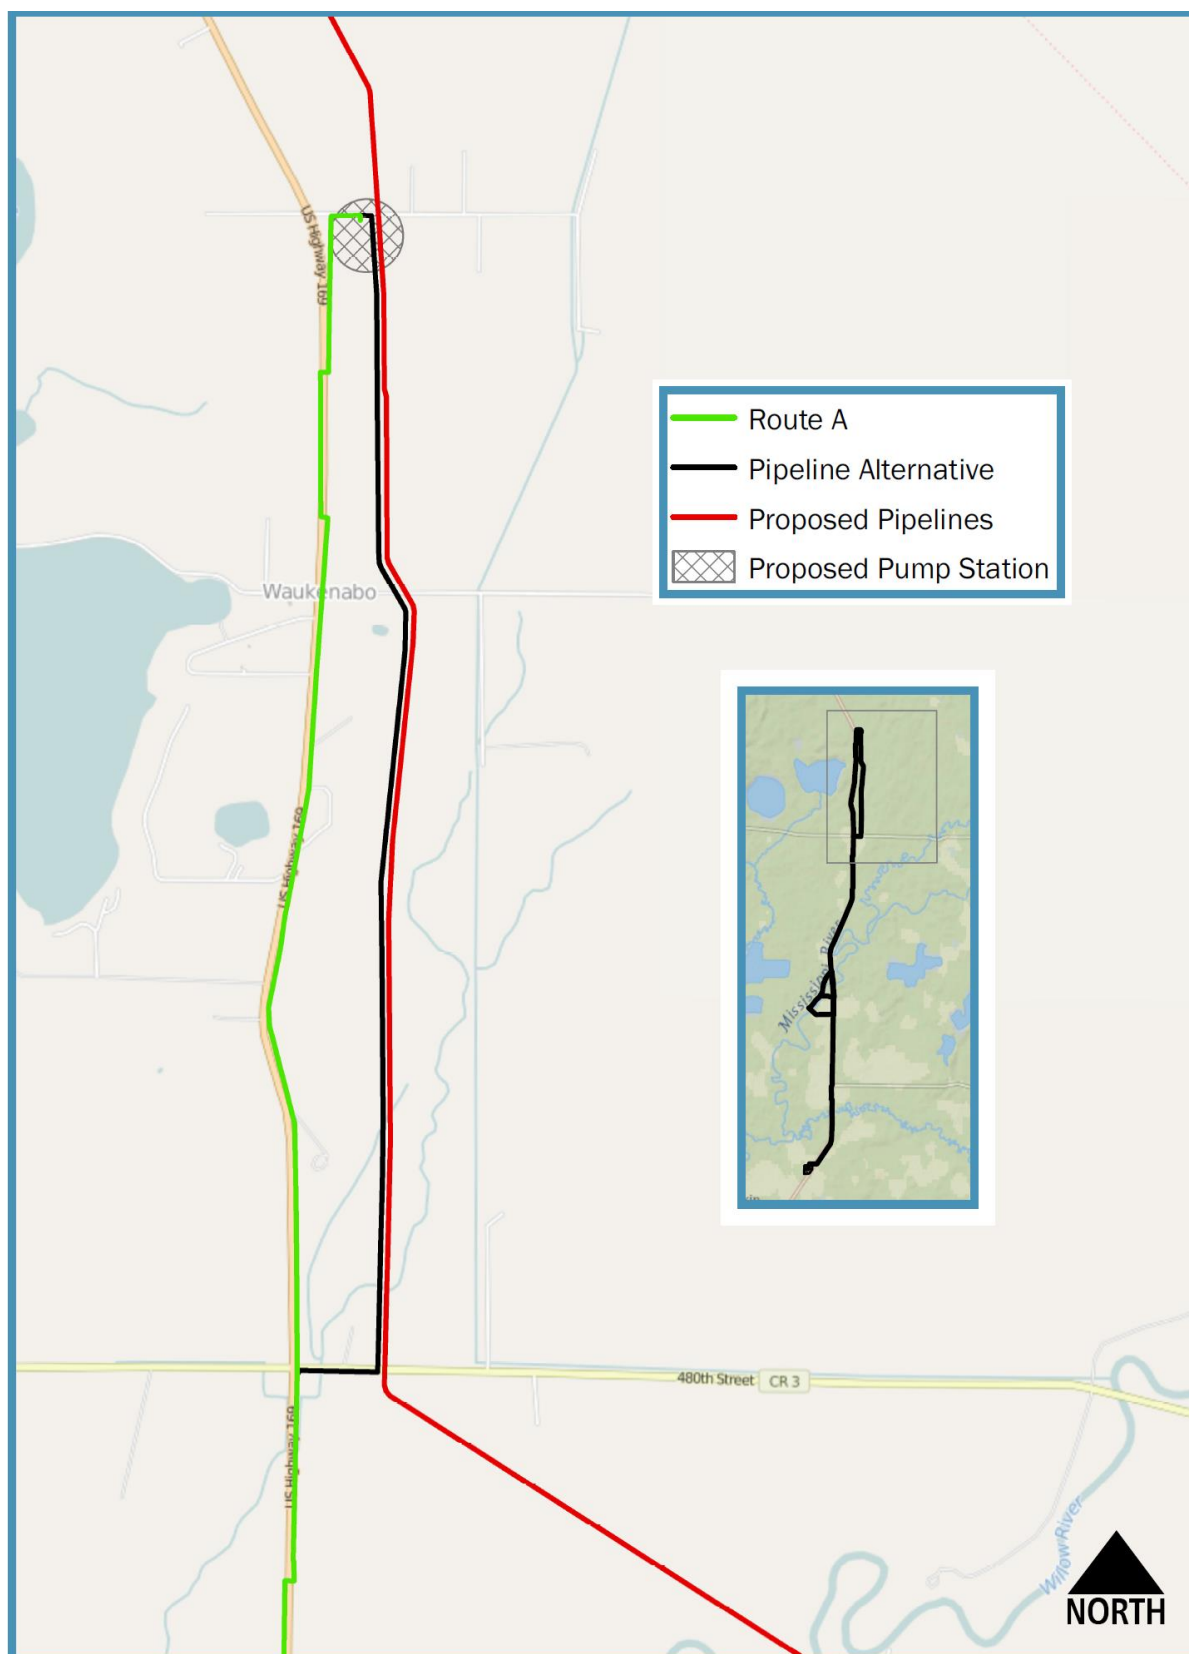 US Highway 169
Route A
Pipeline Alternative
Proposed Pipelines
Proposed Pump Station
Waukenabo
US Highway 169
Mississippi River
480th Street
CR 3
US Highway 169
Willow River
NORTH